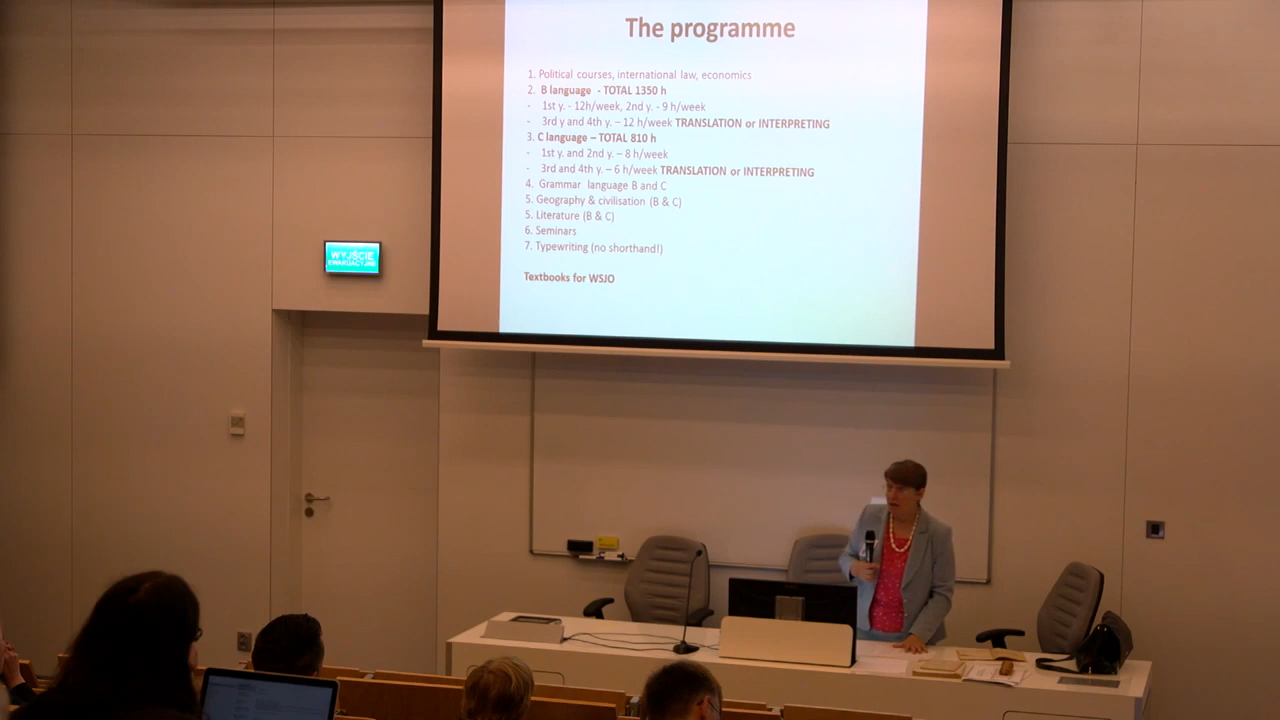 The programme
1. Political courses, international law, economics
2. B language - TOTAL 1350 h
- 1st y. - 12h/week, 2nd y. - 9 h/week
- 3rd y and 4th y. – 12 h/week TRANSLATION or INTERPRETING
3. C language – TOTAL 810 h
- 1st y. and 2nd y. – 8 h/week
- 3rd and 4th y. – 6 h/week TRANSLATION or INTERPRETING
4. Grammar language B and C
5. Geography & civilisation (B & C)
5. Literature (B & C)
6. Seminars
7. Typewriting (no shorthand!)
Textbooks for WSJO
WYJŚCIE
EWAKUACYJNE